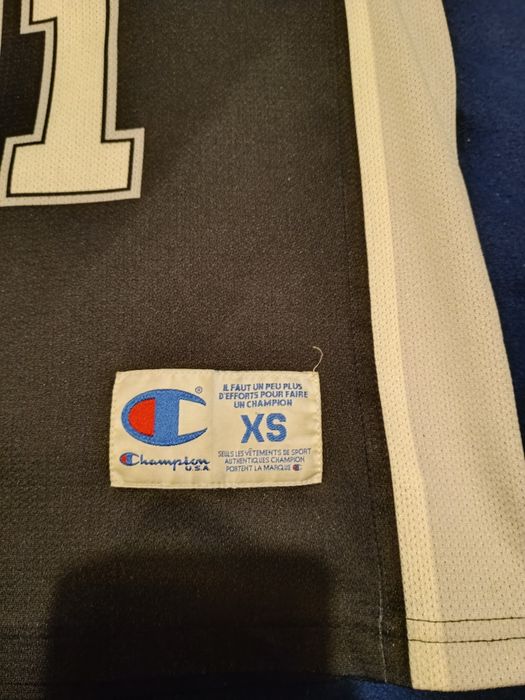 1
®
IL FAUT UN PEU PLUS
D'EFFORTS POUR FAIRE
UN CHAMPION
XS
Champion
U.S.A
SEULS LES VÊTEMENTS DE SPORT
AUTHENTIQUES CHAMPION
PORTENT LA MARQUE